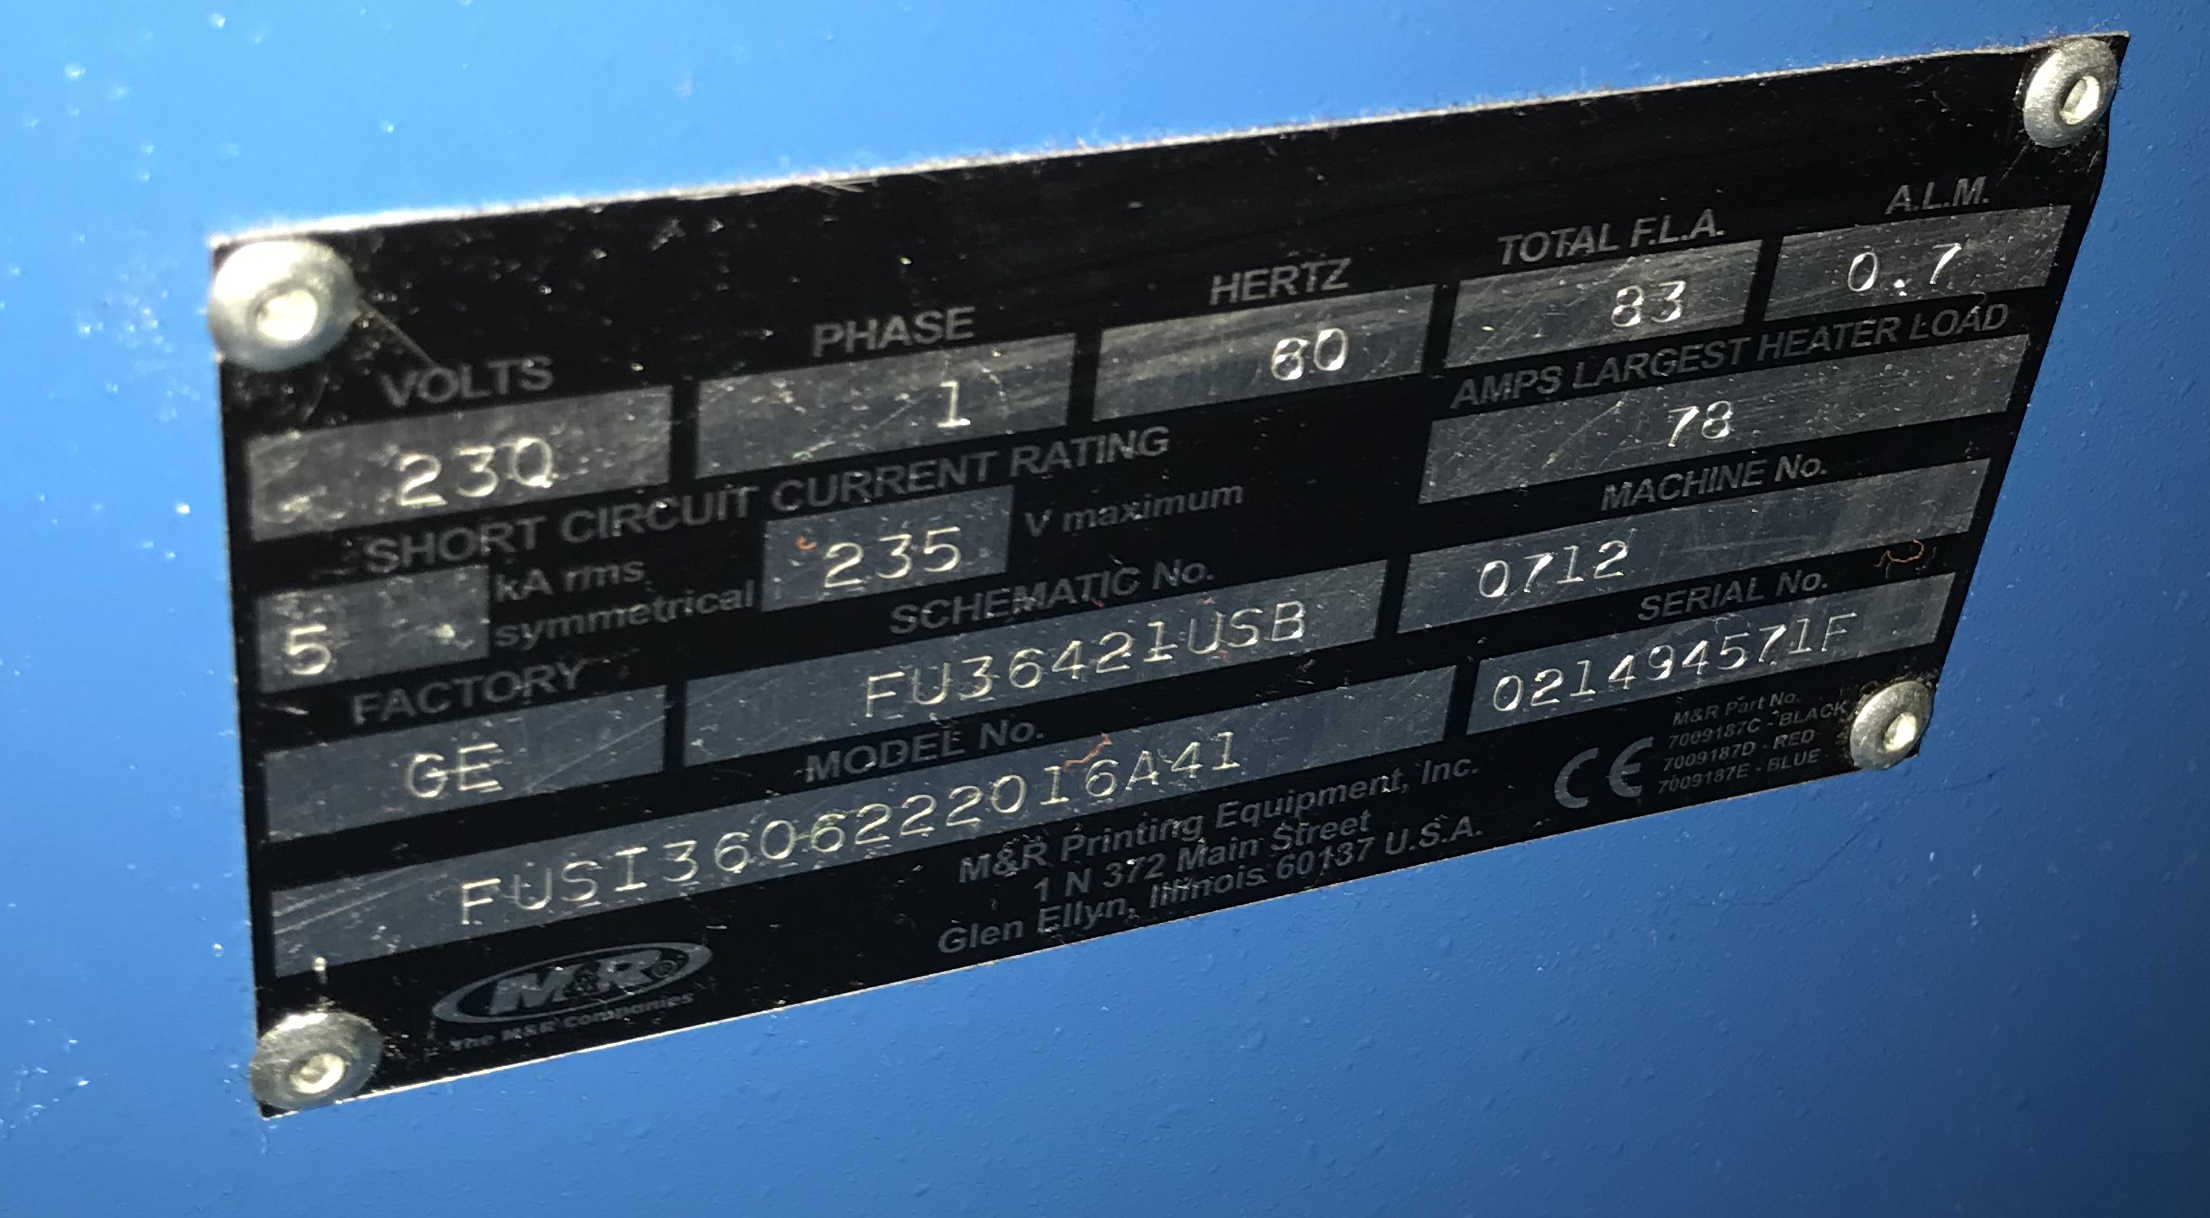 VOLTS PHASE HERTZ TOTAL F.L.A. A.L.M.
230 1 60 83 0.7
SHORT CIRCUIT CURRENT RATING AMPS LARGEST HEATER LOAD
5 kA rms symmetrical 235 V maximum 78
FACTORY SCHEMATIC No. MACHINE No.
GE FU36421USB 0712
MODEL No. SERIAL No.
FUSI3606222016A41 021494571F
M&R®
The M&R Companies
M&R Printing Equipment, Inc.
1 N 372 Main Street
Glen Ellyn, Illinois 60137 U.S.A.
CE
M&R Part No.
7009187C - BLACK
7009187D - RED
7009187E - BLUE